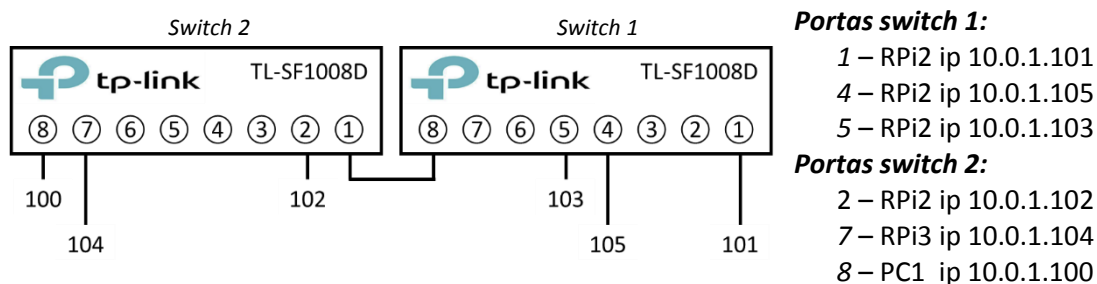 Switch 2
tp-link TL-SF1008D
8 7 6 5 4 3 2 1
100 102
104
Switch 1
tp-link TL-SF1008D
8 7 6 5 4 3 2 1
103
105 101
Portas switch 1:
1 – RPi2 ip 10.0.1.101
4 – RPi2 ip 10.0.1.105
5 – RPi2 ip 10.0.1.103
Portas switch 2:
2 – RPi2 ip 10.0.1.102
7 – RPi3 ip 10.0.1.104
8 – PC1 ip 10.0.1.100